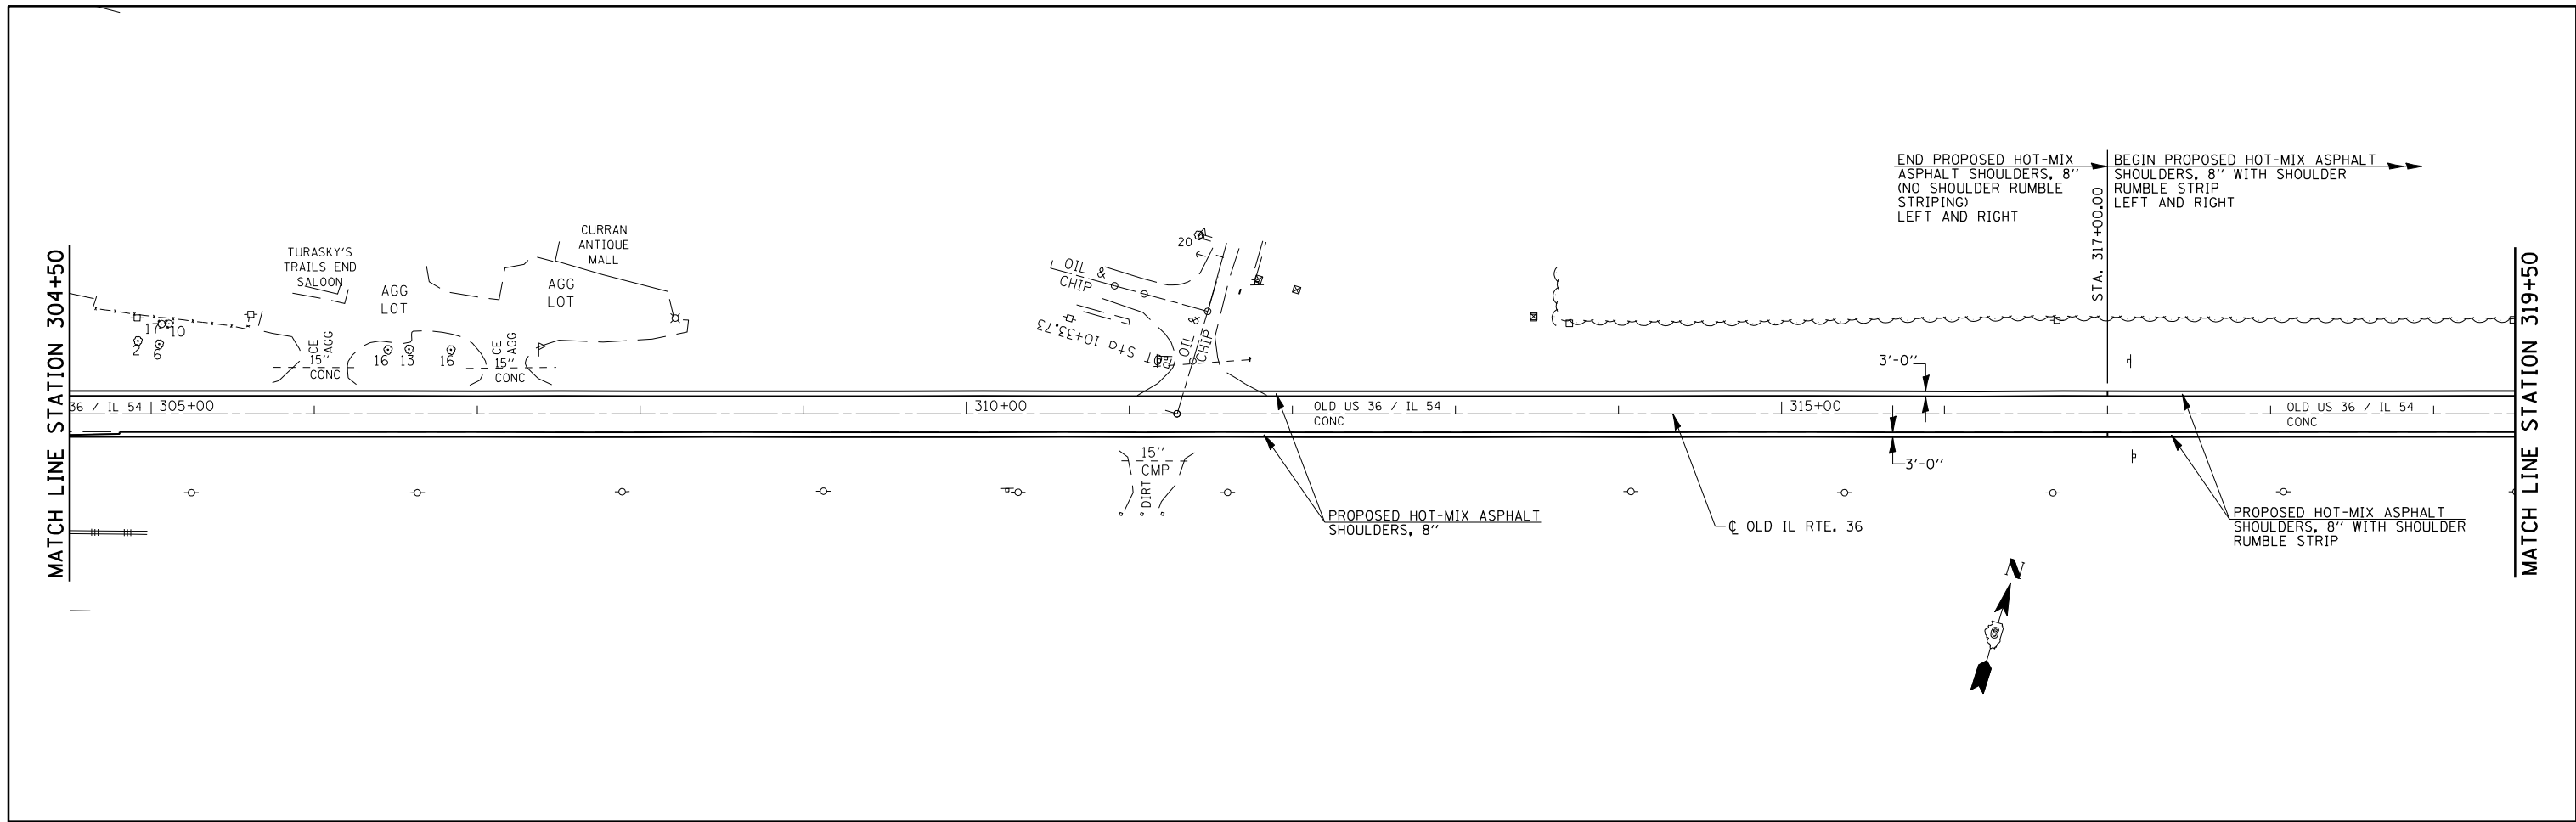 MATCH LINE STATION 304+50
TURASKY'S
TRAILS END
SALOON
AGG
LOT
CURRAN
ANTIQUE
MALL
AGG
LOT
17
10
2
6
CE
AGG
15"
CONC
16
13
16
CE
AGG
15"
CONC
20
OIL &
CHIP
OIL &
CHIP
POT Sta 10+33.73
END PROPOSED HOT-MIX
ASPHALT SHOULDERS, 8"
(NO SHOULDER RUMBLE
STRIPING)
LEFT AND RIGHT
BEGIN PROPOSED HOT-MIX ASPHALT
SHOULDERS, 8" WITH SHOULDER
RUMBLE STRIP
LEFT AND RIGHT
STA. 317+00.00
3'-0"
36 / IL 54
305+00
310+00
OLD US 36 / IL 54
CONC
315+00
OLD US 36 / IL 54
CONC
3'-0"
15"
CMP
DIRT
PROPOSED HOT-MIX ASPHALT
SHOULDERS, 8"
℄ OLD IL RTE. 36
PROPOSED HOT-MIX ASPHALT
SHOULDERS, 8" WITH SHOULDER
RUMBLE STRIP
N
MATCH LINE STATION 319+50